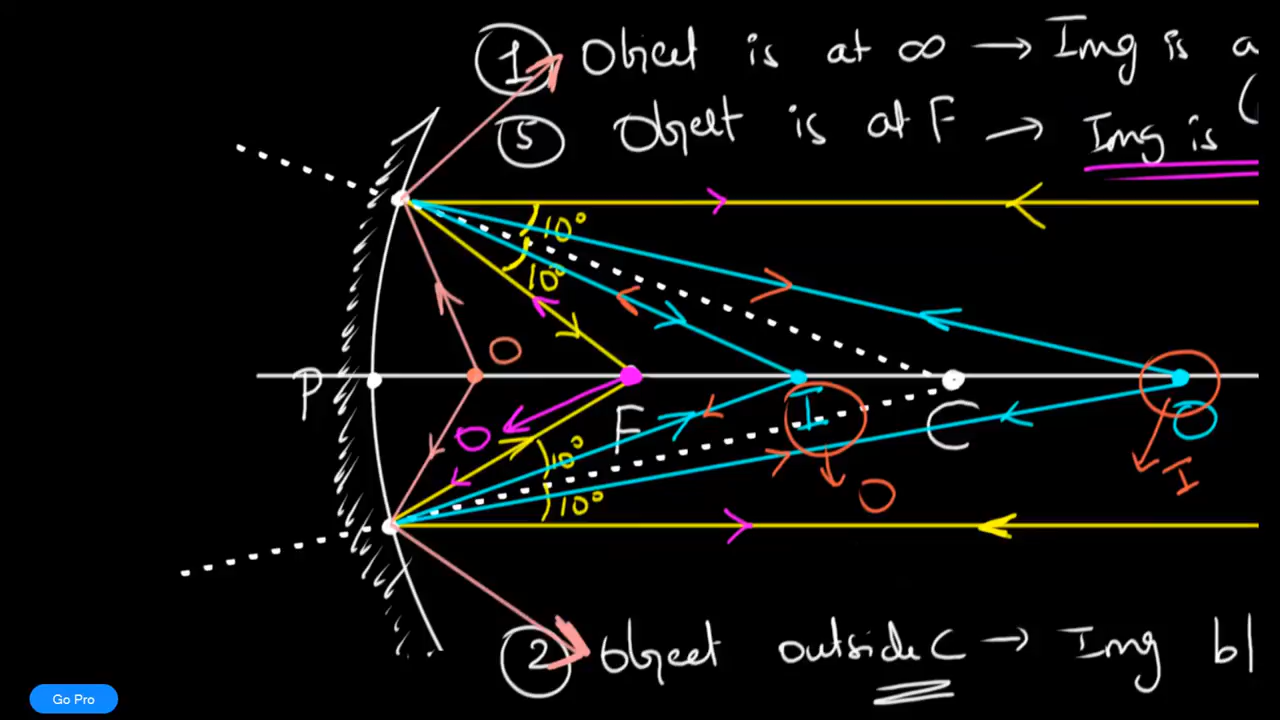 1 Object is at ∞ → Img is a
5 Object is at F → Img is (
10°
10°
O
P
F
I
C
O
O
10°
10°
O
I
2 Object outside C → Img b|
Go Pro